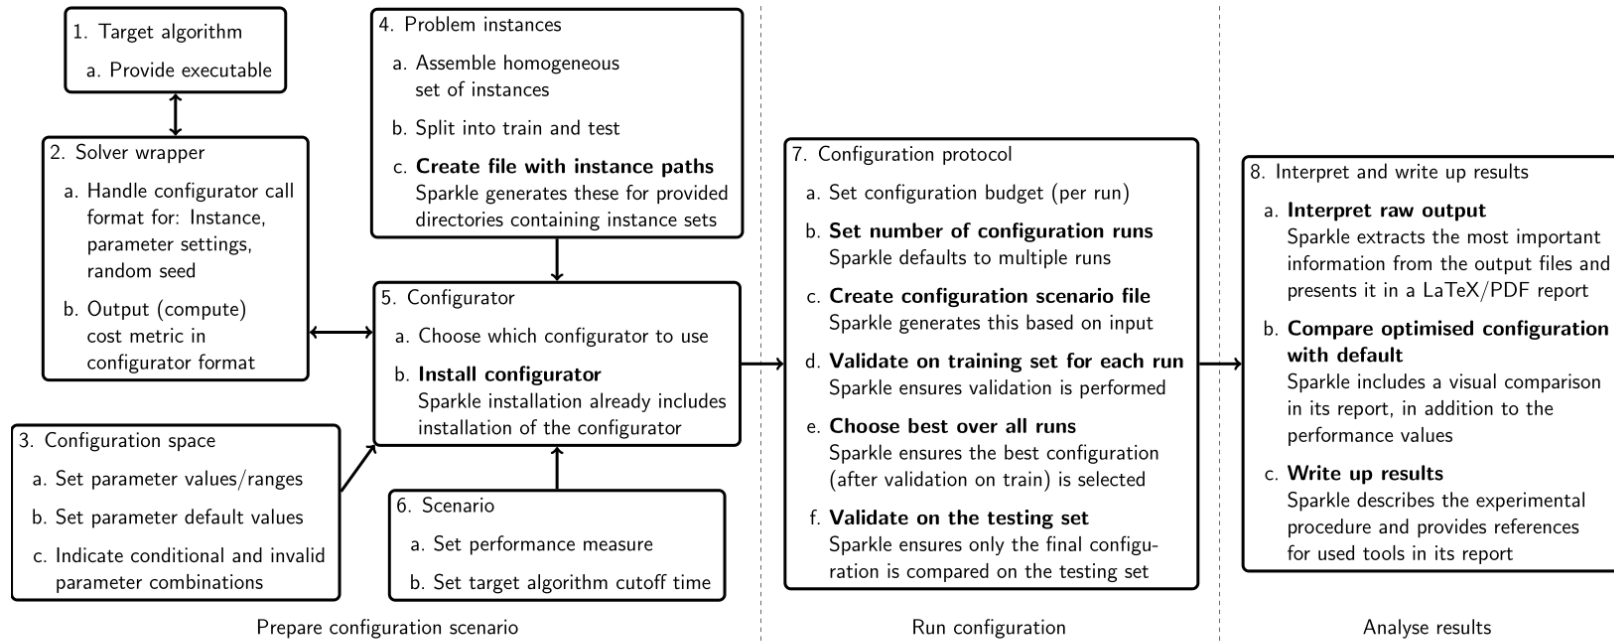 1. Target algorithm
a. Provide executable
2. Solver wrapper
a. Handle configurator call
format for: Instance,
parameter settings,
random seed
b. Output (compute)
cost metric in
configurator format
3. Configuration space
a. Set parameter values/ranges
b. Set parameter default values
c. Indicate conditional and invalid
parameter combinations
4. Problem instances
a. Assemble homogeneous
set of instances
b. Split into train and test
c. Create file with instance paths
Sparkle generates these for provided
directories containing instance sets
5. Configurator
a. Choose which configurator to use
b. Install configurator
Sparkle installation already includes
installation of the configurator
6. Scenario
a. Set performance measure
b. Set target algorithm cutoff time
Prepare configuration scenario
7. Configuration protocol
a. Set configuration budget (per run)
b. Set number of configuration runs
Sparkle defaults to multiple runs
c. Create configuration scenario file
Sparkle generates this based on input
d. Validate on training set for each run
Sparkle ensures validation is performed
e. Choose best over all runs
Sparkle ensures the best configuration
(after validation on train) is selected
f. Validate on the testing set
Sparkle ensures only the final configu-
ration is compared on the testing set
Run configuration
8. Interpret and write up results
a. Interpret raw output
Sparkle extracts the most important
information from the output files and
presents it in a LaTeX/PDF report
b. Compare optimised configuration
with default
Sparkle includes a visual comparison
in its report, in addition to the
performance values
c. Write up results
Sparkle describes the experimental
procedure and provides references
for used tools in its report
Analyse results